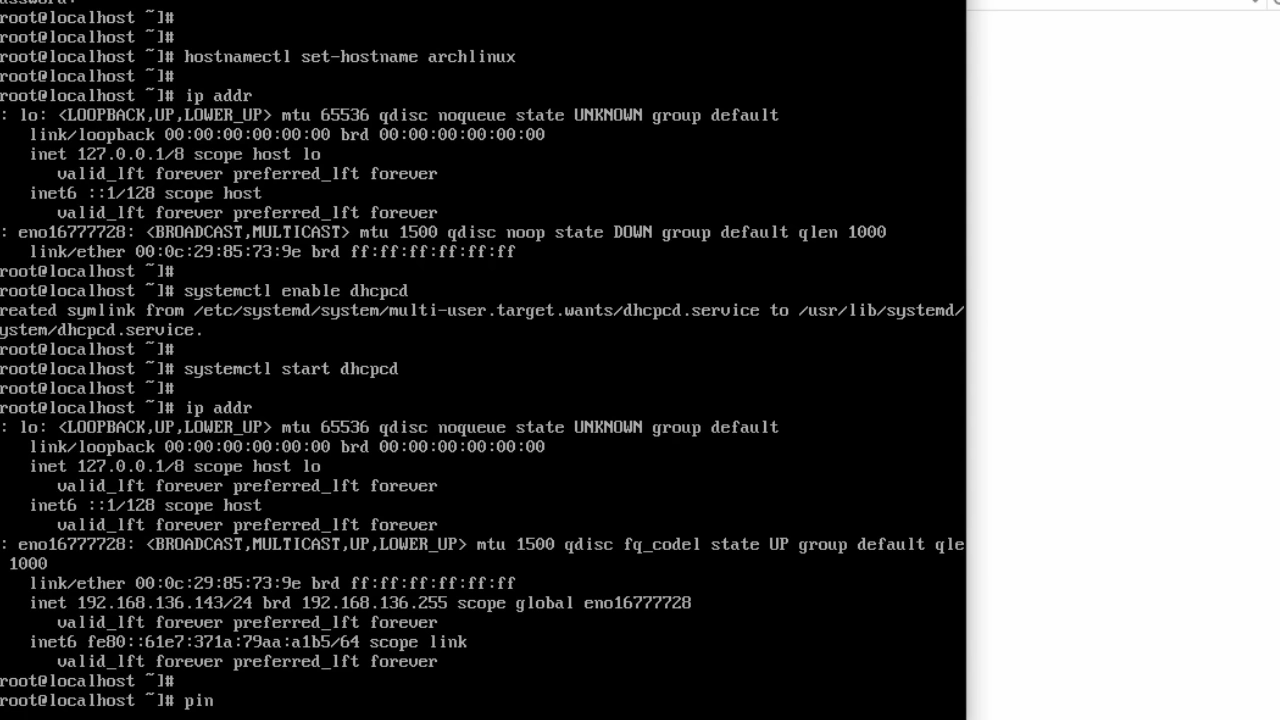 assword:
root@localhost ~]#
root@localhost ~]#
root@localhost ~]# hostnamectl set-hostname archlinux
root@localhost ~]#
root@localhost ~]# ip addr
: lo: <LOOPBACK,UP,LOWER_UP> mtu 65536 qdisc noqueue state UNKNOWN group default
link/loopback 00:00:00:00:00:00 brd 00:00:00:00:00:00
inet 127.0.0.1/8 scope host lo
valid_lft forever preferred_lft forever
inet6 ::1/128 scope host
valid_lft forever preferred_lft forever
: eno16777728: <BROADCAST,MULTICAST> mtu 1500 qdisc noop state DOWN group default qlen 1000
link/ether 00:0c:29:85:73:9e brd ff:ff:ff:ff:ff:ff
root@localhost ~]#
root@localhost ~]# systemctl enable dhcpcd
reated symlink from /etc/systemd/system/multi-user.target.wants/dhcpcd.service to /usr/lib/systemd/
ystem/dhcpcd.service.
root@localhost ~]#
root@localhost ~]# systemctl start dhcpcd
root@localhost ~]#
root@localhost ~]# ip addr
: lo: <LOOPBACK,UP,LOWER_UP> mtu 65536 qdisc noqueue state UNKNOWN group default
link/loopback 00:00:00:00:00:00 brd 00:00:00:00:00:00
inet 127.0.0.1/8 scope host lo
valid_lft forever preferred_lft forever
inet6 ::1/128 scope host
valid_lft forever preferred_lft forever
: eno16777728: <BROADCAST,MULTICAST,UP,LOWER_UP> mtu 1500 qdisc fq_codel state UP group default qle
1000
link/ether 00:0c:29:85:73:9e brd ff:ff:ff:ff:ff:ff
inet 192.168.136.143/24 brd 192.168.136.255 scope global eno16777728
valid_lft forever preferred_lft forever
inet6 fe80::61e7:371a:79aa:a1b5/64 scope link
valid_lft forever preferred_lft forever
root@localhost ~]#
root@localhost ~]# pin